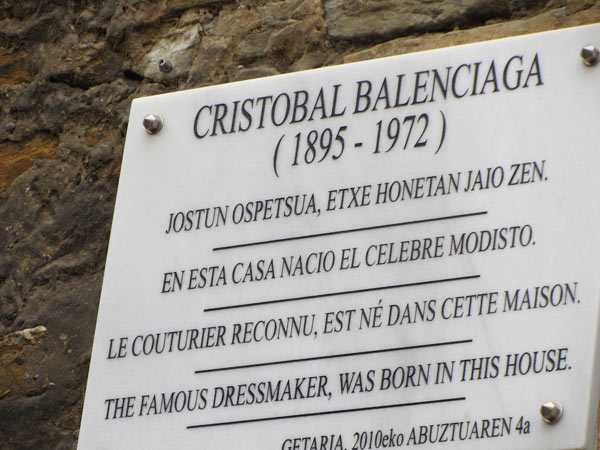 CRISTOBAL BALENCIAGA
( 1895 - 1972 )
JOSTUN OSPETSUA, ETXE HONETAN JAIO ZEN.
EN ESTA CASA NACIO EL CELEBRE MODISTO.
LE COUTURIER RECONNU, EST NÉ DANS CETTE MAISON.
THE FAMOUS DRESSMAKER, WAS BORN IN THIS HOUSE.
GETARIA, 2010eko ABUZTUAREN 4a